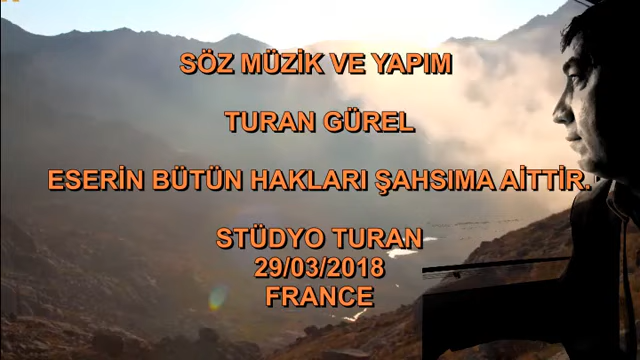 SÖZ MÜZİK VE YAPIM
TURAN GÜREL
ESERİN BÜTÜN HAKLARI ŞAHSIMA AİTTİR.
STÜDYO TURAN
29/03/2018
FRANCE